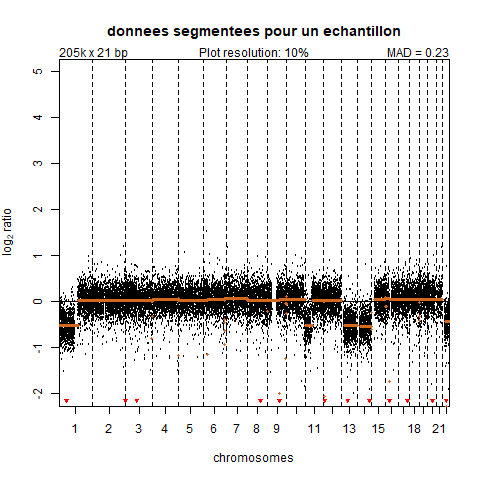 donnees segmentees pour un echantillon
205k x 21 bp Plot resolution: 10% MAD = 0.23
5
4
3
2
1
0
-1
-2
log2 ratio
1 2 3 4 5 6 7 8 9 11 13 15 18 21
chromosomes